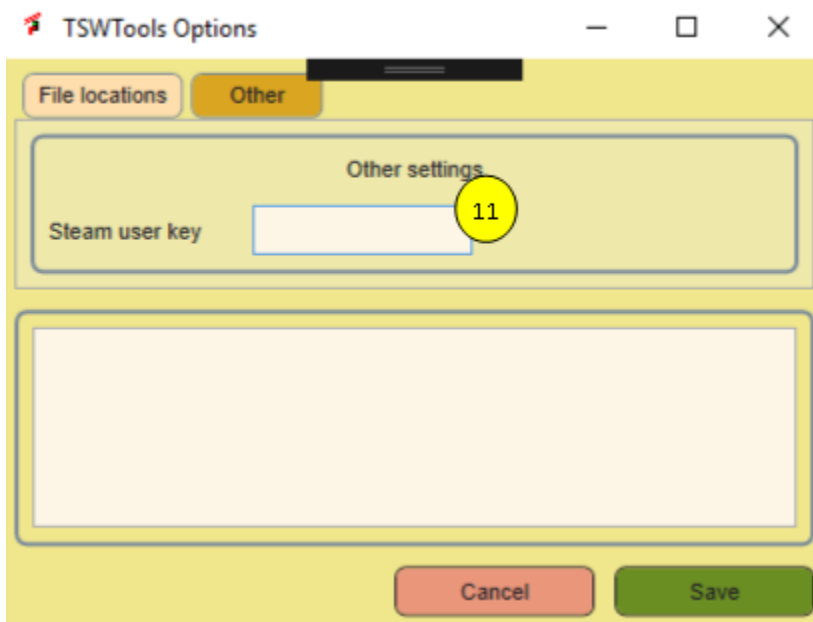 TSWTools Options
File locations Other
Other settings
11
Steam user key
Cancel Save